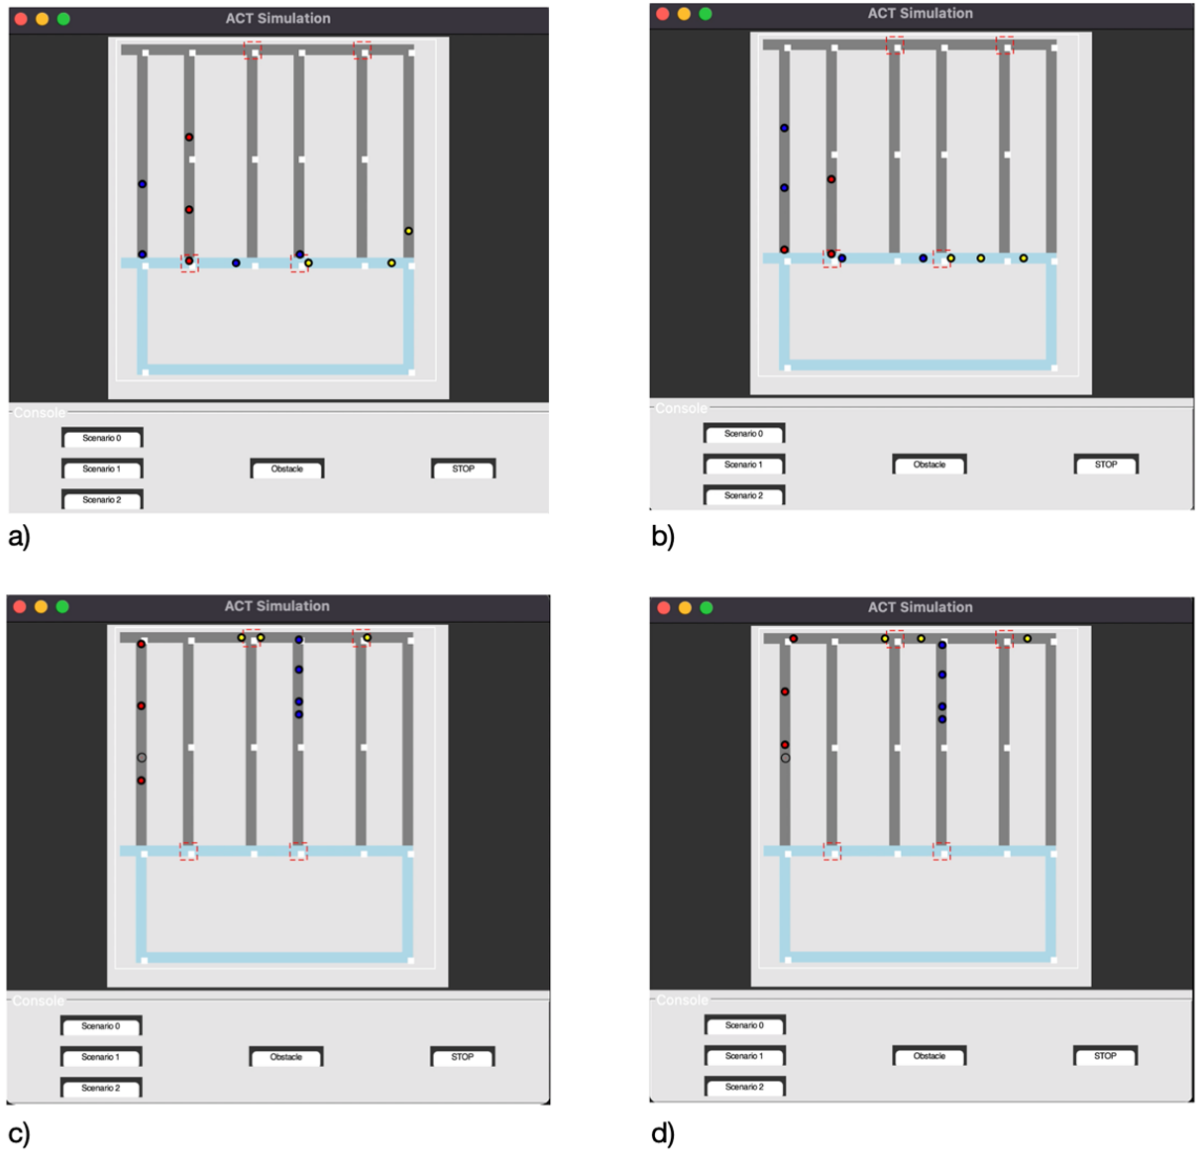 ACT Simulation
Console
Scenario 0
Scenario 1
Obstacle
STOP
Scenario 2
a)
ACT Simulation
Console
Scenario 0
Scenario 1
Obstacle
STOP
Scenario 2
b)
ACT Simulation
Console
Scenario 0
Scenario 1
Obstacle
STOP
Scenario 2
c)
ACT Simulation
Console
Scenario 0
Scenario 1
Obstacle
STOP
Scenario 2
d)